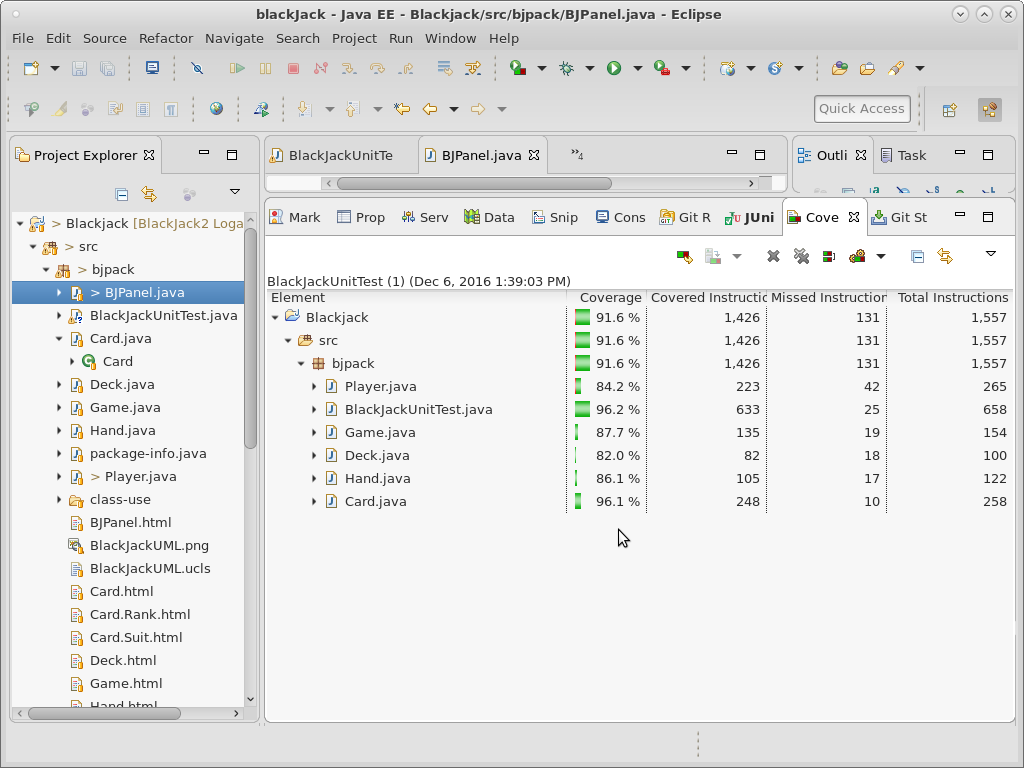 blackJack - Java EE - Blackjack/src/bjpack/BJPanel.java - Eclipse
File Edit Source Refactor Navigate Search Project Run Window Help
Quick Access
Project Explorer
BlackJackUnitTe
BJPanel.java
4
Outli
Task
Mark
Prop
Serv
Data
Snip
Cons
Git R
JUni
Cove
Git St
> Blackjack [BlackJack2 Loga
> src
> bjpack
> BJPanel.java
BlackJackUnitTest.java
Card.java
Card
Deck.java
Game.java
Hand.java
package-info.java
> Player.java
class-use
BJPanel.html
BlackJackUML.png
BlackJackUML.ucls
Card.html
Card.Rank.html
Card.Suit.html
Deck.html
Game.html
Hand.html
BlackJackUnitTest (1) (Dec 6, 2016 1:39:03 PM)
Element Coverage Covered Instructio Missed Instruction Total Instructions
Blackjack 91.6 % 1,426 131 1,557
src 91.6 % 1,426 131 1,557
bjpack 91.6 % 1,426 131 1,557
Player.java 84.2 % 223 42 265
BlackJackUnitTest.java 96.2 % 633 25 658
Game.java 87.7 % 135 19 154
Deck.java 82.0 % 82 18 100
Hand.java 86.1 % 105 17 122
Card.java 96.1 % 248 10 258